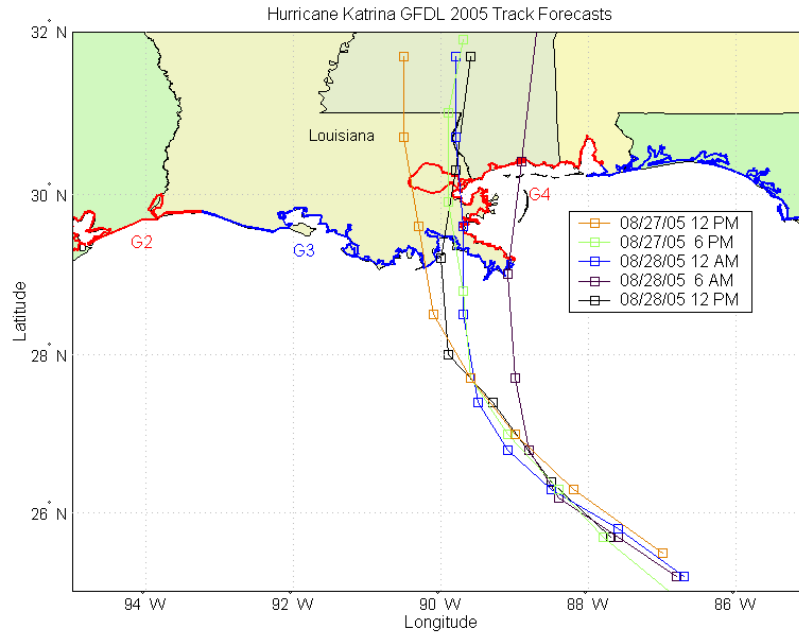 Hurricane Katrina GFDL 2005 Track Forecasts
32° N
Louisiana
30° N
G4
G2
G3
08/27/05 12 PM
08/27/05 6 PM
08/28/05 12 AM
08/28/05 6 AM
08/28/05 12 PM
Latitude
28° N
26° N
94 W
92 W
90 W
88 W
86 W
Longitude